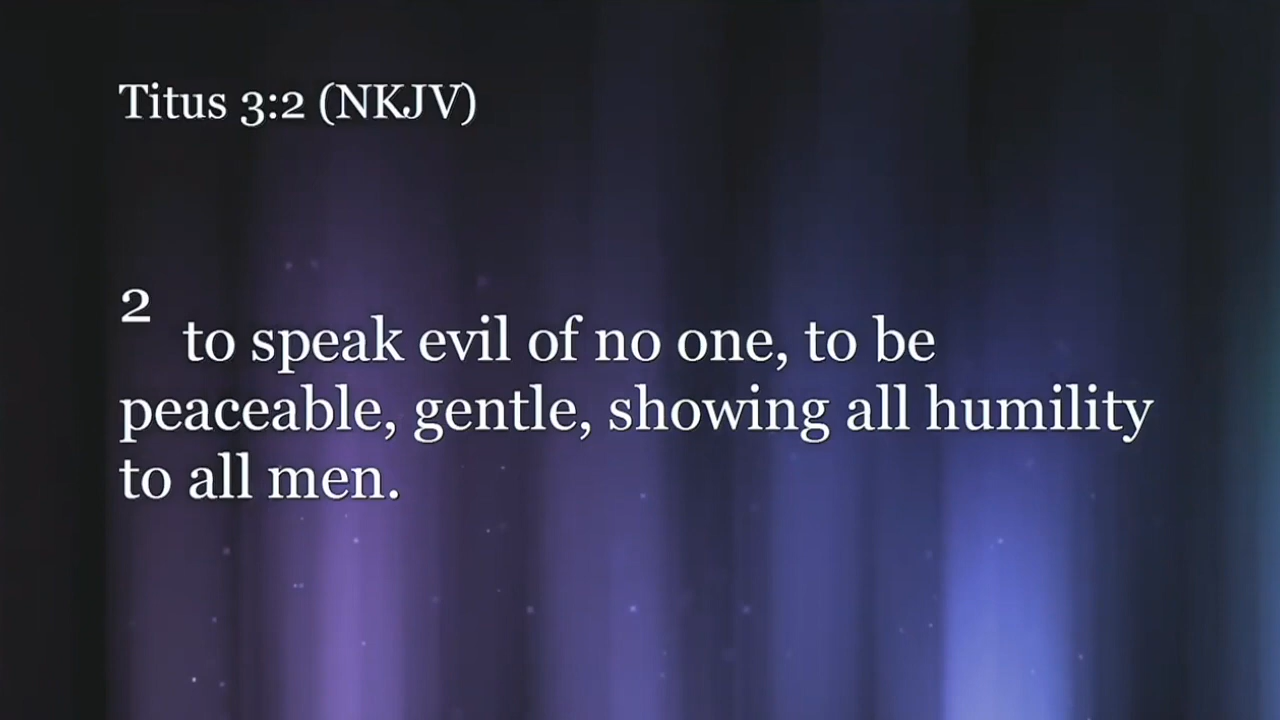 Titus 3:2 (NKJV)
2 to speak evil of no one, to be
peaceable, gentle, showing all humility
to all men.